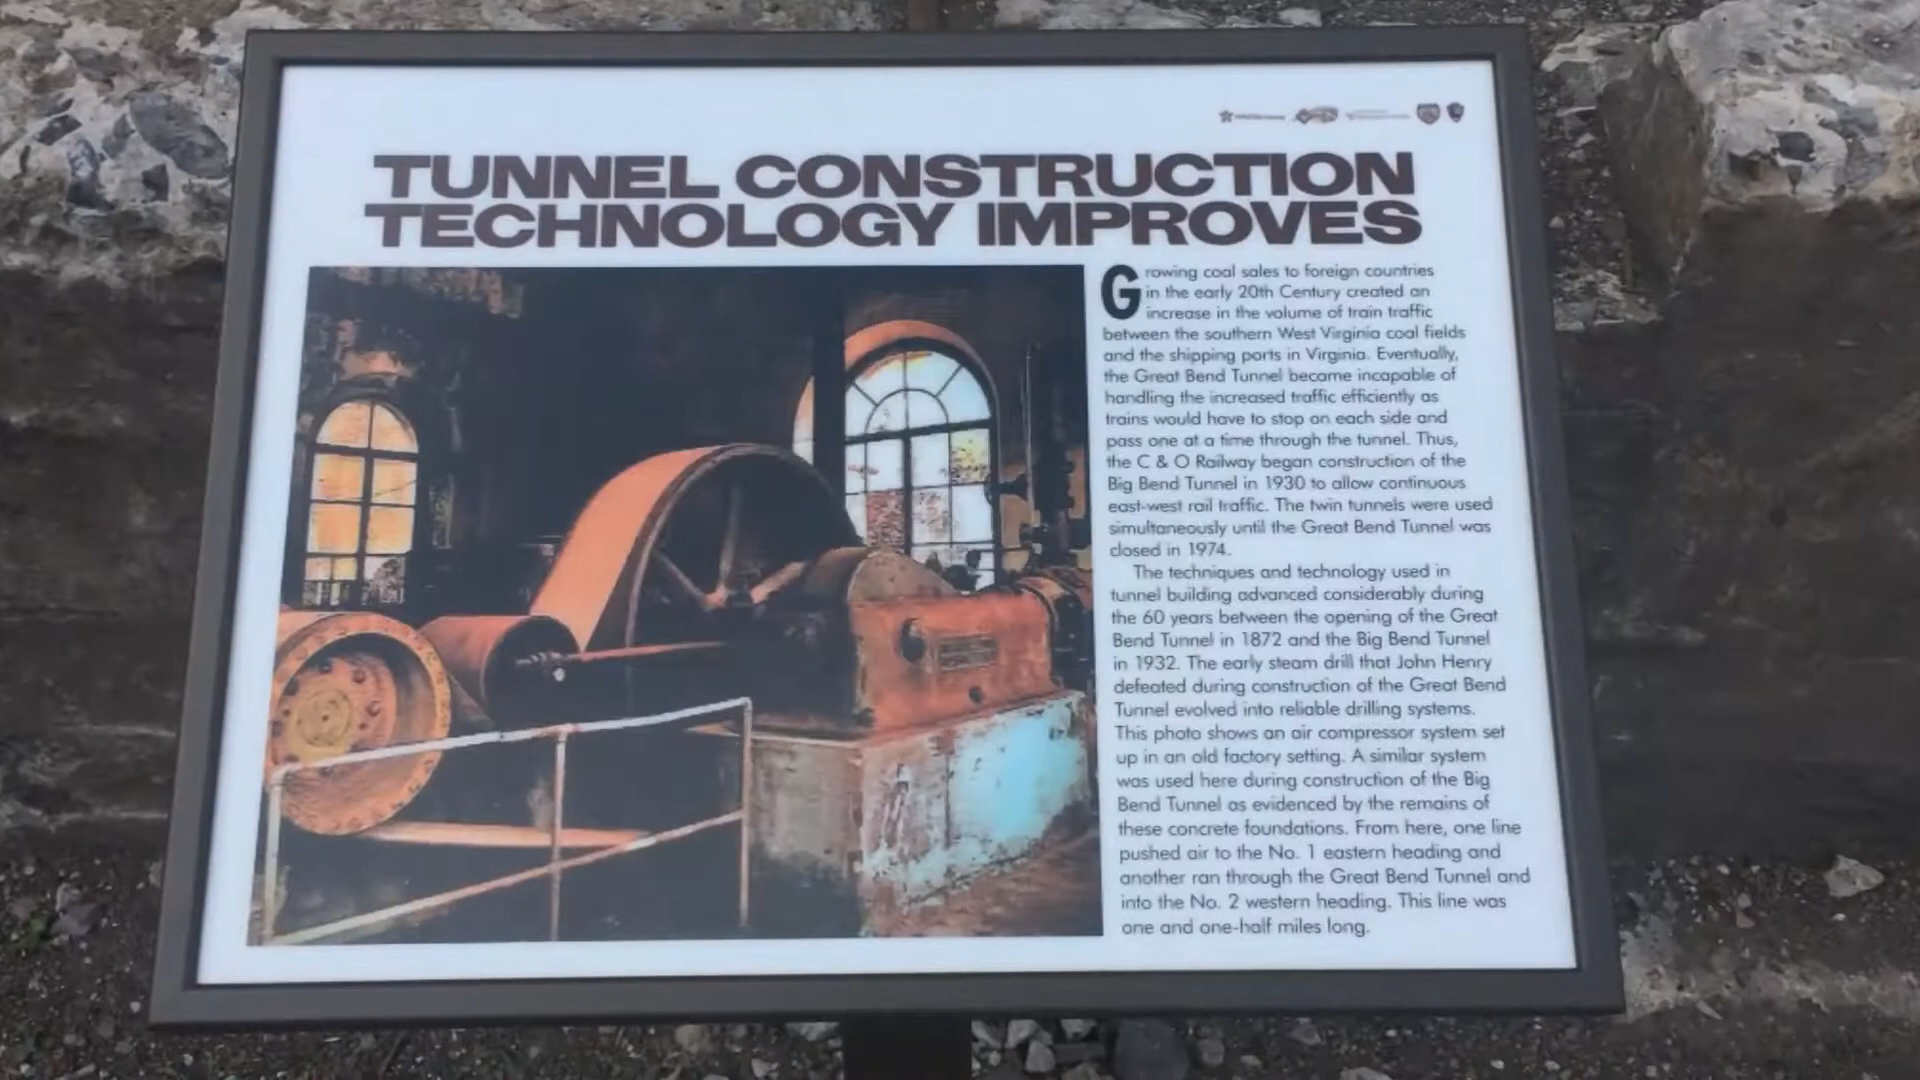 TUNNEL CONSTRUCTION
TECHNOLOGY IMPROVES
Growing coal sales to foreign countries
in the early 20th Century created an
increase in the volume of train traffic
between the southern West Virginia coal fields
and the shipping ports in Virginia. Eventually,
the Great Bend Tunnel became incapable of
handling the increased traffic efficiently as
trains would have to stop on each side and
pass one at a time through the tunnel. Thus,
the C & O Railway began construction of the
Big Bend Tunnel in 1930 to allow continuous
east-west rail traffic. The twin tunnels were used
simultaneously until the Great Bend Tunnel was
closed in 1974.
The techniques and technology used in
tunnel building advanced considerably during
the 60 years between the opening of the Great
Bend Tunnel in 1872 and the Big Bend Tunnel
in 1932. The early steam drill that John Henry
defeated during construction of the Great Bend
Tunnel evolved into reliable drilling systems.
This photo shows an air compressor system set
up in an old factory setting. A similar system
was used here during construction of the Big
Bend Tunnel as evidenced by the remains of
these concrete foundations. From here, one line
pushed air to the No. 1 eastern heading and
another ran through the Great Bend Tunnel and
into the No. 2 western heading. This line was
one and one-half miles long.